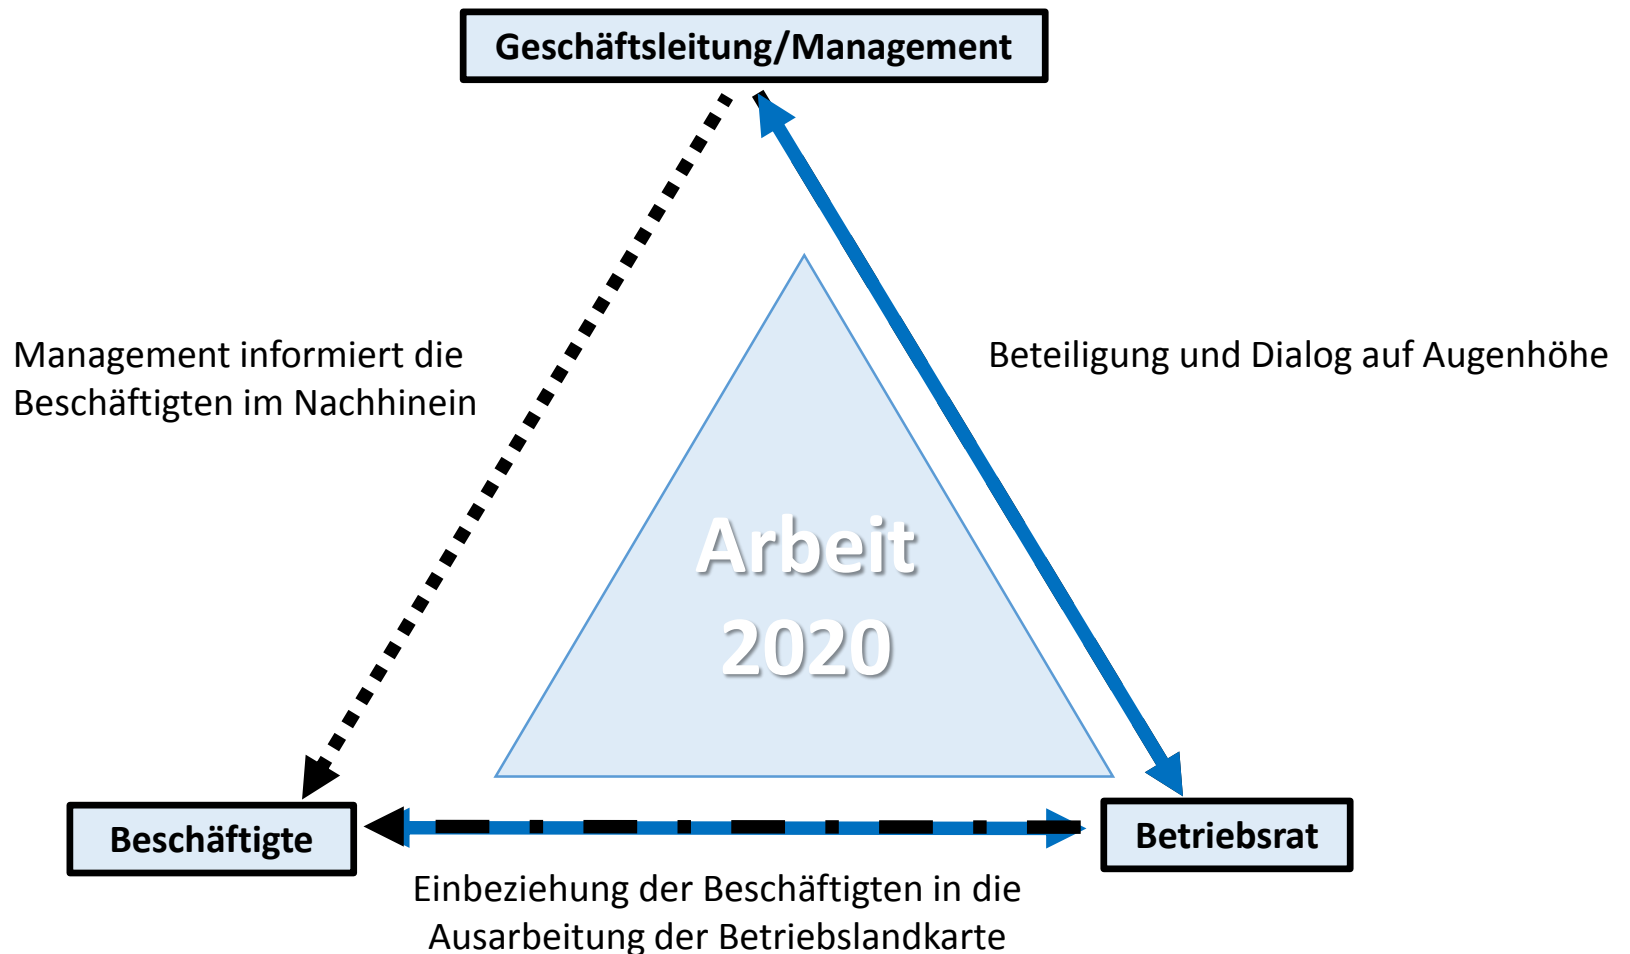 Geschäftsleitung/Management
Management informiert die
Beschäftigten im Nachhinein
Beteiligung und Dialog auf Augenhöhe
Arbeit
2020
Beschäftigte
Betriebsrat
Einbeziehung der Beschäftigten in die
Ausarbeitung der Betriebslandkarte